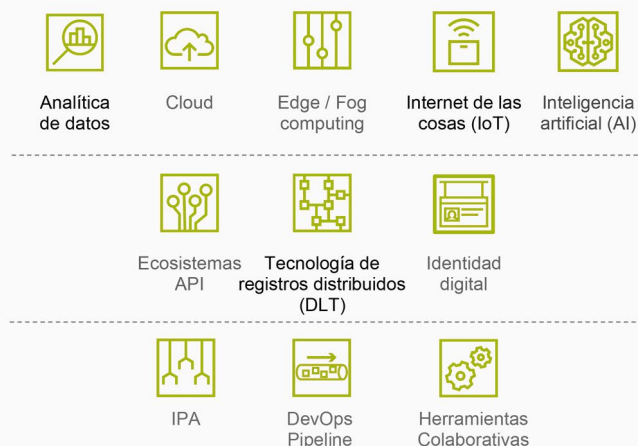 Analítica
de datos
Cloud
Edge / Fog
computing
Internet de las
cosas (IoT)
Inteligencia
artificial (AI)
Ecosistemas
API
Tecnología de
registros distribuidos
(DLT)
Identidad
digital
IPA
DevOps
Pipeline
Herramientas
Colaborativas